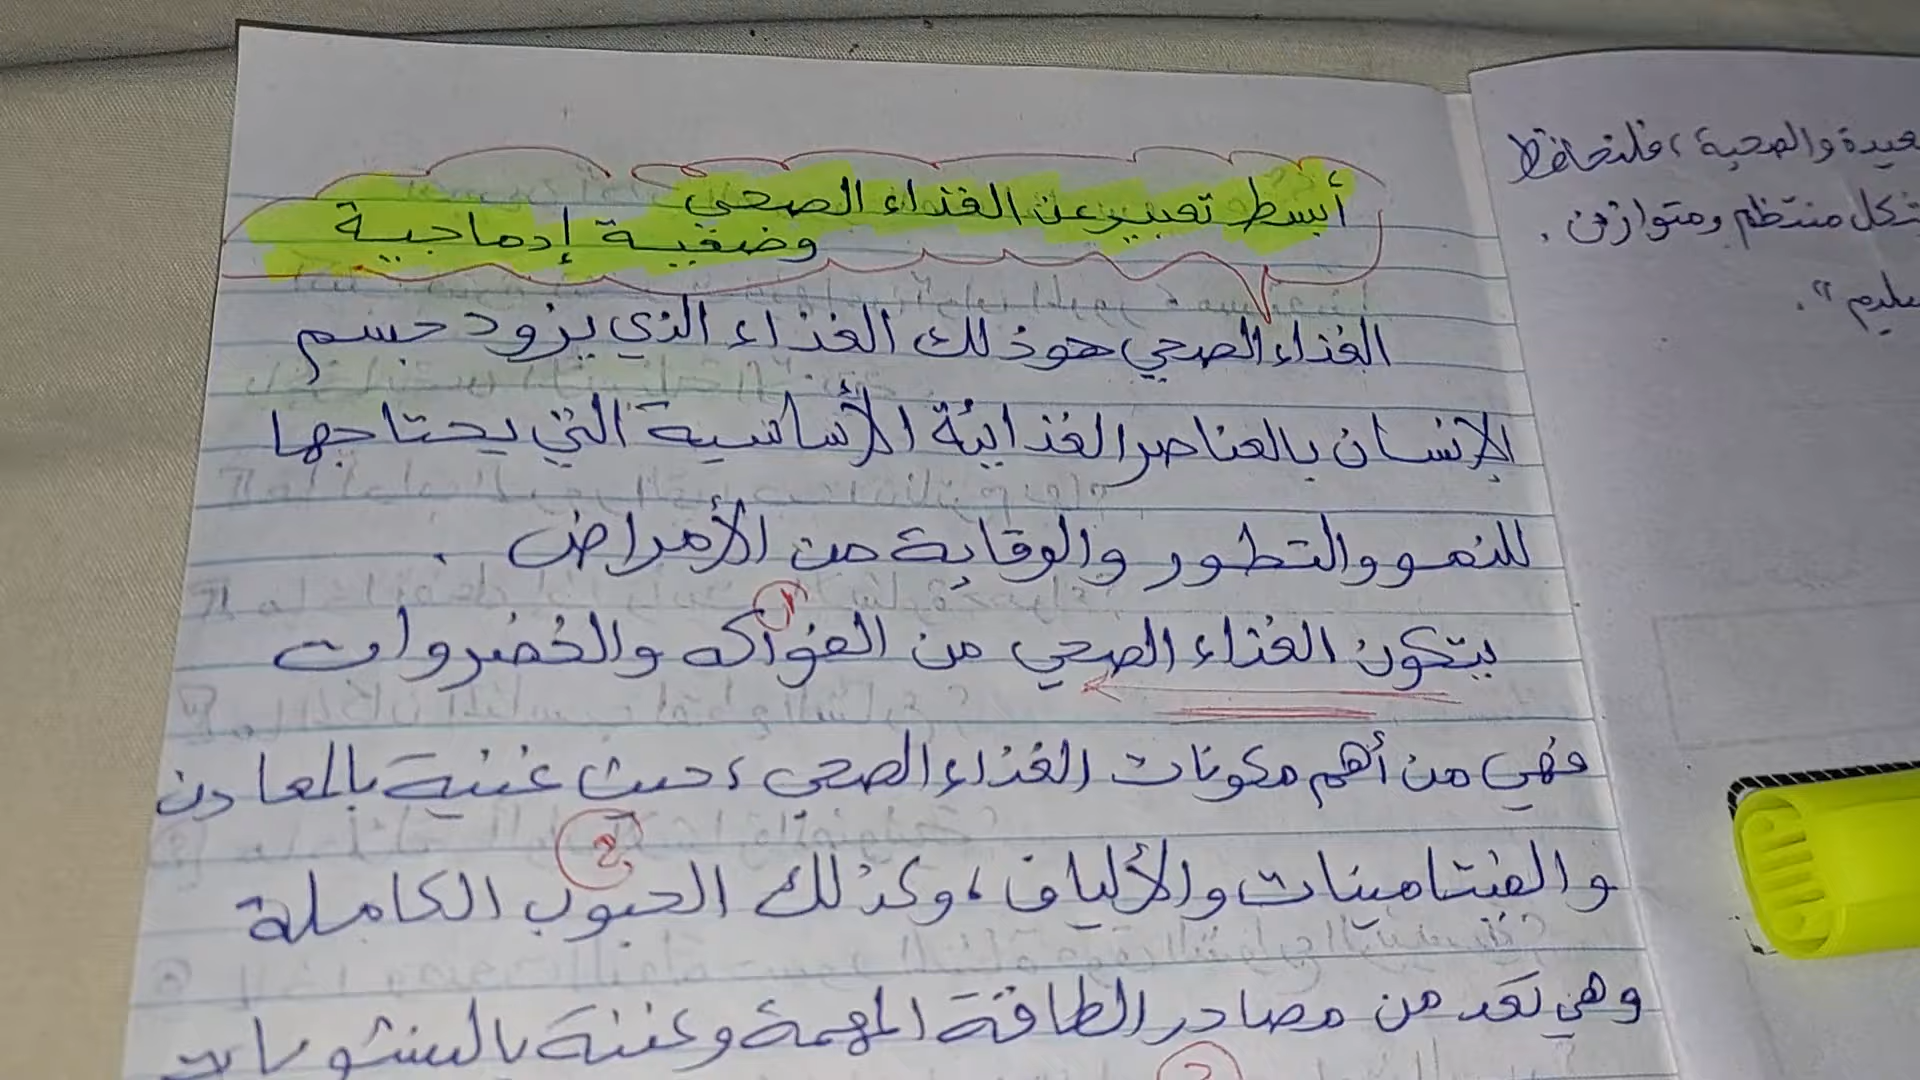 أبسط تعبير عن الغذاء الصحي
وضعية إدماجية
الغذاء الصحي هو ذلك الغذاء الذي يزود جسم
الإنسان بالعناصر الغذائية الأساسية التي يحتاجها
للنمو والتطور والوقاية من الأمراض .
1
يتكون الغذاء الصحي من الفواكه والخضروات
فهي من أهم مكونات الغذاء الصحي، حيث غنية بالمعادن
2
والفيتامينات والألياف، وكذلك الحبوب الكاملة
وهي تعد من مصادر الطاقة المهمة وغنية بالنشويات
والصحية، فلنحافظ
منتظم ومتوازن .
سليم".